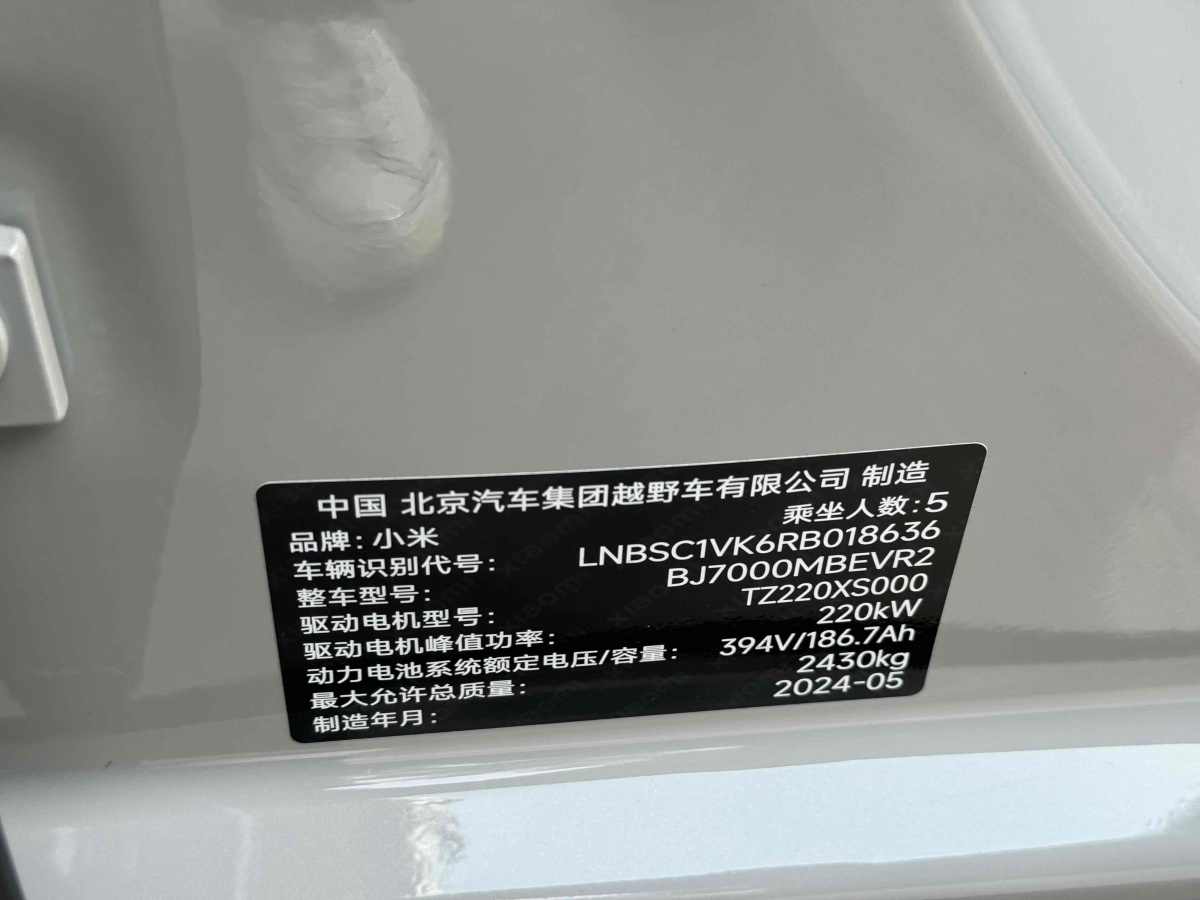 中国 北京汽车集团越野车有限公司 制造
品牌：小米 乘坐人数：5
车辆识别代号： LNBSC1VK6RB018636
整车型号： BJ7000MBEVR2
驱动电机型号： TZ220XS000
驱动电机峰值功率： 220kW
动力电池系统额定电压/容量： 394V/186.7Ah
最大允许总质量： 2430kg
制造年月： 2024-05